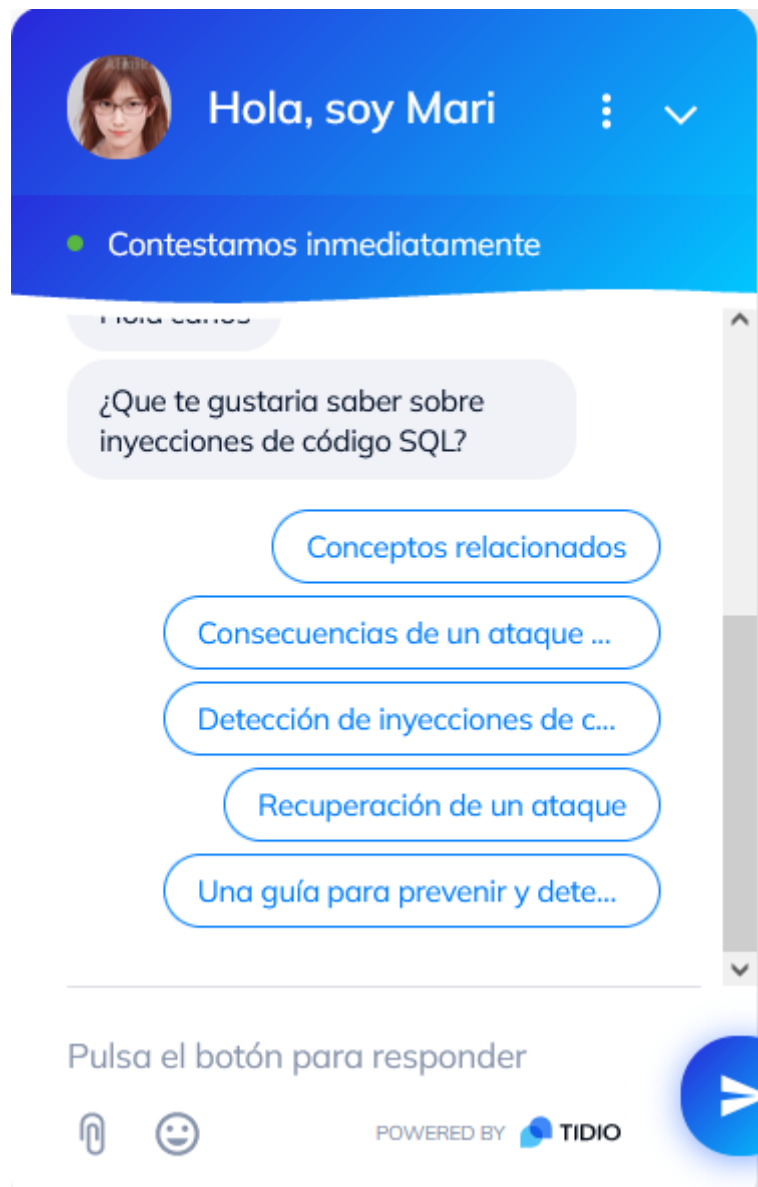 Hola, soy Mari
Contestamos inmediatamente
Hola
¿Que te gustaria saber sobre
inyecciones de código SQL?
Conceptos relacionados
Consecuencias de un ataque ...
Detección de inyecciones de c...
Recuperación de un ataque
Una guía para prevenir y dete...
Pulsa el botón para responder
POWERED BY TIDIO